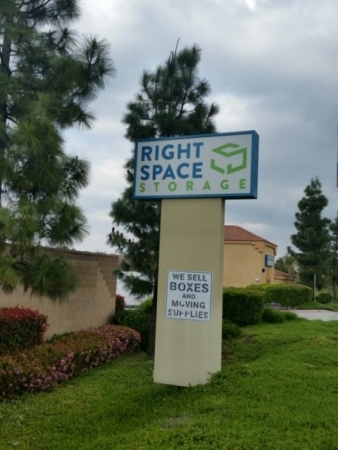 RIGHT
SPACE
STORAGE
WE SELL
BOXES
AND
MOVING
SUPPLIES